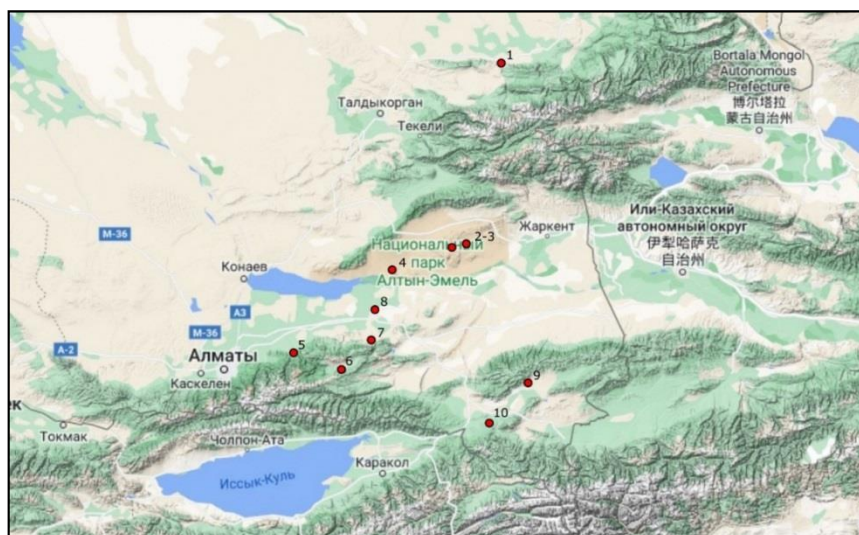 1
Bortala Mongol
Autonomous
Prefecture
博尔塔拉
蒙古自治州
Талдыкорган
Текели
М-36
2-3
Жаркент
Или-Казахский
автономный округ
伊犁哈萨克
自治州
Национальный
парк
Алтын-Эмель
4
Конаев
8
А3
М-36
7
А-2
Алматы
5
6
Каскелен
9
ек
10
Токмак
Чолпон-Ата
Каракол
Иссык-Куль